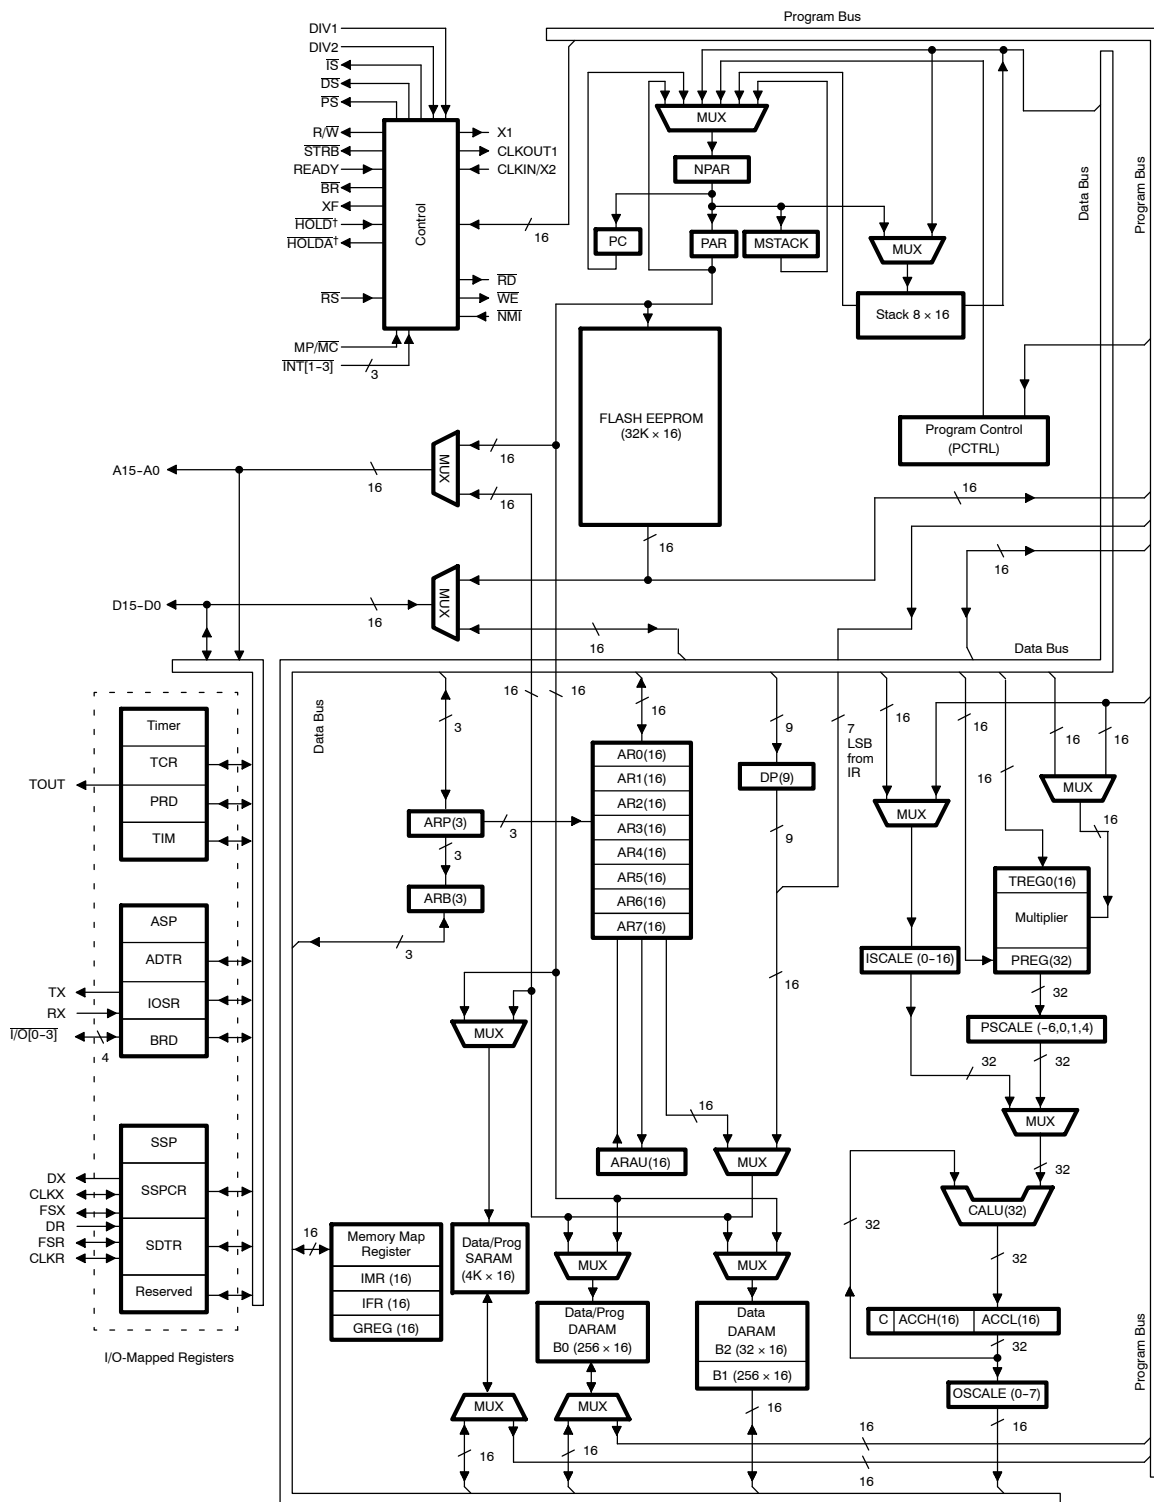 Program Bus
DIV1
DIV2
IS
DS
PS
R/W
STRB
READY
BR
XF
HOLD†
HOLDA†
RS
MP/MC
INT[1–3]
3
Control
X1
CLKOUT1
CLKIN/X2
16
RD
WE
NMI
MUX
NPAR
PC
PAR
MSTACK
MUX
Stack 8 × 16
Data Bus
Program Bus
FLASH EEPROM
(32K × 16)
Program Control
(PCTRL)
A15–A0
16
MUX
16
16
16
16
D15–D0
16
MUX
16
16
Data Bus
I/O-Mapped Registers
Timer
TCR
PRD
TIM
TOUT
ASP
ADTR
IOSR
BRD
TX
RX
I/O[0–3]
4
SSP
SSPCR
SDTR
Reserved
DX
CLKX
FSX
DR
FSR
CLKR
Data Bus
3
16
16
16
9
7
LSB
from
IR
16
16
16
16
16
ARP(3)
3
3
ARB(3)
3
AR0(16)
AR1(16)
AR2(16)
AR3(16)
AR4(16)
AR5(16)
AR6(16)
AR7(16)
DP(9)
9
16
MUX
MUX
16
TREG0(16)
Multiplier
PREG(32)
ISCALE (0–16)
32
PSCALE (–6,0,1,4)
32
32
MUX
32
MUX
16
ARAU(16)
MUX
CALU(32)
32
32
C
ACCH(16)
ACCL(16)
32
OSCALE (0–7)
16
16
Memory Map
Register
IMR (16)
IFR (16)
GREG (16)
Data/Prog
SARAM
(4K × 16)
MUX
Data/Prog
DARAM
B0 (256 × 16)
MUX
Data
DARAM
B2 (32 × 16)
B1 (256 × 16)
MUX
MUX
16
16
16
16
16
Program Bus